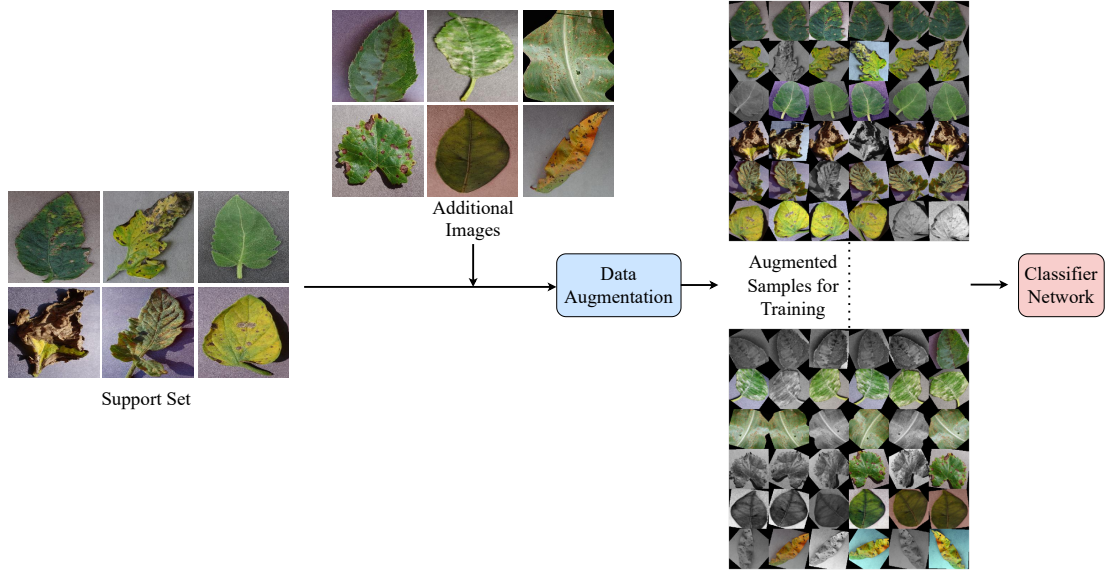 Support Set
Additional
Images
Data
Augmentation
Augmented
Samples for
Training
Classifier
Network